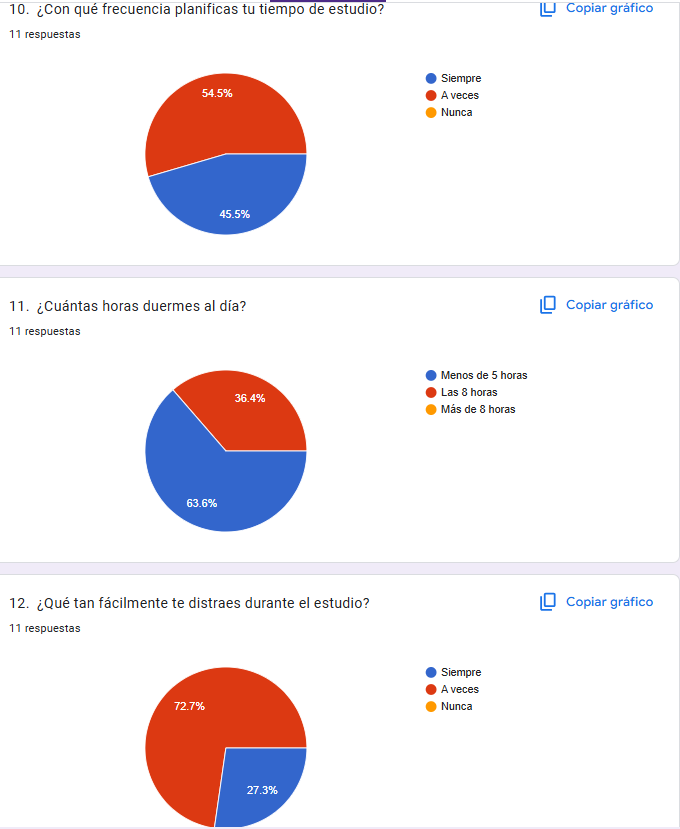 10. ¿Con qué frecuencia planificas tu tiempo de estudio?
Copiar gráfico
11 respuestas
Siempre
A veces
Nunca
54.5%
45.5%
11. ¿Cuántas horas duermes al día?
Copiar gráfico
11 respuestas
Menos de 5 horas
Las 8 horas
Más de 8 horas
36.4%
63.6%
12. ¿Qué tan fácilmente te distraes durante el estudio?
Copiar gráfico
11 respuestas
Siempre
A veces
Nunca
72.7%
27.3%